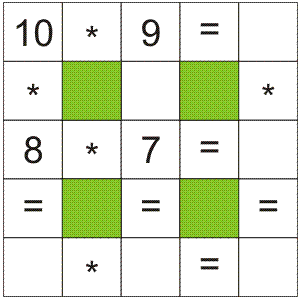 10 * 9 =
* *
8 * 7 =
= = =
* =